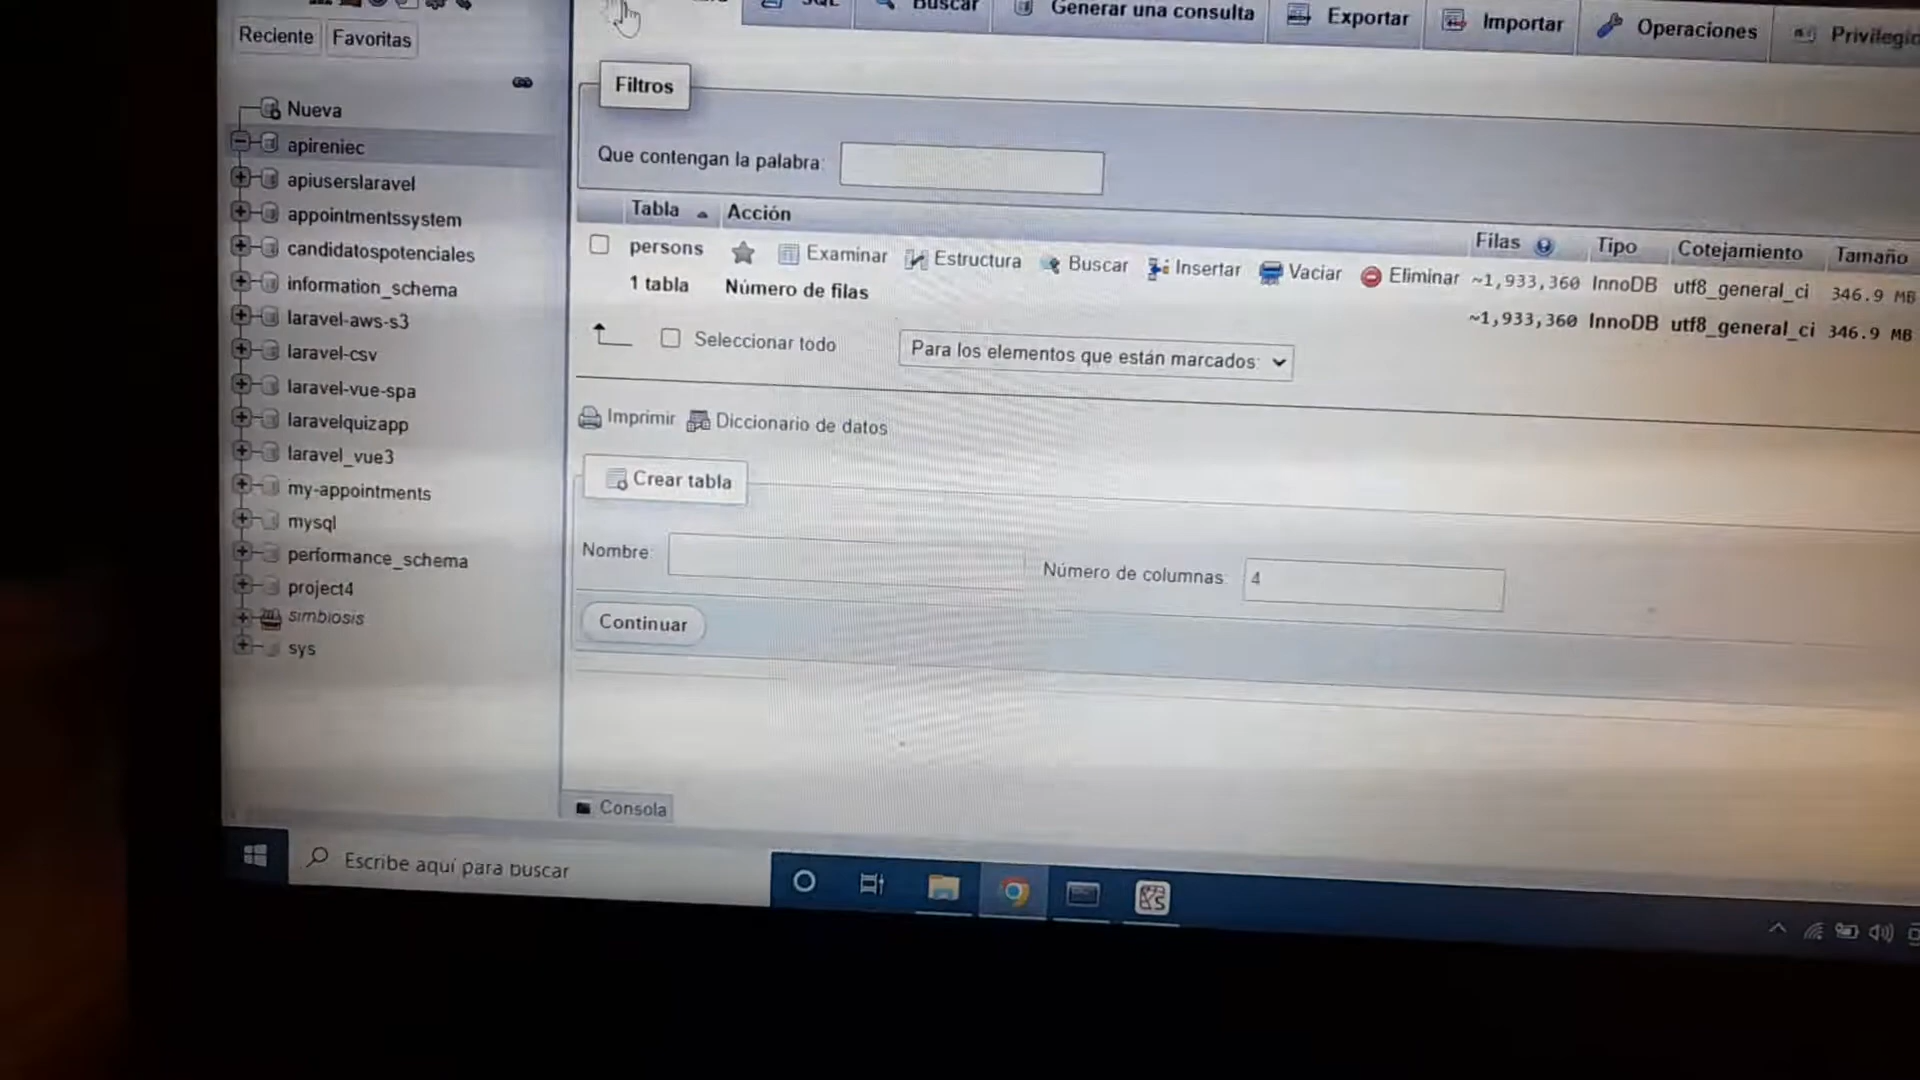 SQL Buscar Generar una consulta Exportar Importar Operaciones
Reciente Favoritas
Nueva
apireniec
apiuserslaravel
appointmentssystem
candidatospotenciales
information_schema
laravel-aws-s3
laravel-csv
laravel-vue-spa
laravelquizapp
laravel_vue3
my-appointments
mysql
performance_schema
project4
simbiosis
sys
Filtros
Que contengan la palabra:
Tabla Acción Filas Tipo Cotejamiento Tamaño
persons Examinar Estructura Buscar Insertar Vaciar Eliminar ~1,933,360 InnoDB utf8_general_ci 346.9 MB
1 tabla Número de filas ~1,933,360 InnoDB utf8_general_ci 346.9 MB
Seleccionar todo Para los elementos que están marcados:
Imprimir Diccionario de datos
Crear tabla
Nombre: Número de columnas: 4
Continuar
Consola
Escribe aquí para buscar